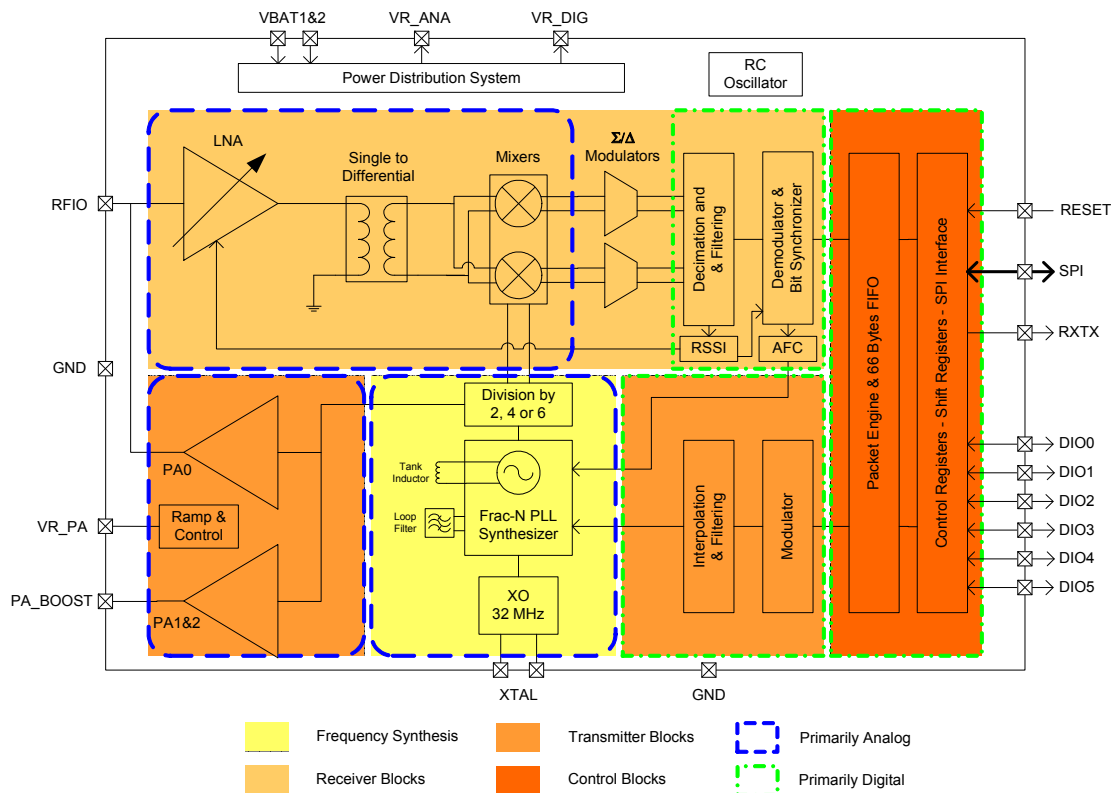 VBAT1&2
VR_ANA
VR_DIG
Power Distribution System
RC
Oscillator
LNA
Single to
Differential
Mixers
Σ/Δ
Modulators
RFIO
Decimation and
& Filtering
Demodulator &
Bit Synchronizer
Packet Engine & 66 Bytes FIFO
Control Registers - Shift Registers - SPI Interface
RESET
SPI
RXTX
RSSI
AFC
GND
Division by
2, 4 or 6
PA0
Tank
Inductor
Loop
Filter
Frac-N PLL
Synthesizer
Interpolation
& Filtering
Modulator
DIO0
DIO1
DIO2
DIO3
DIO4
DIO5
VR_PA
Ramp &
Control
PA_BOOST
PA1&2
XO
32 MHz
XTAL
GND
Frequency Synthesis
Transmitter Blocks
Primarily Analog
Receiver Blocks
Control Blocks
Primarily Digital